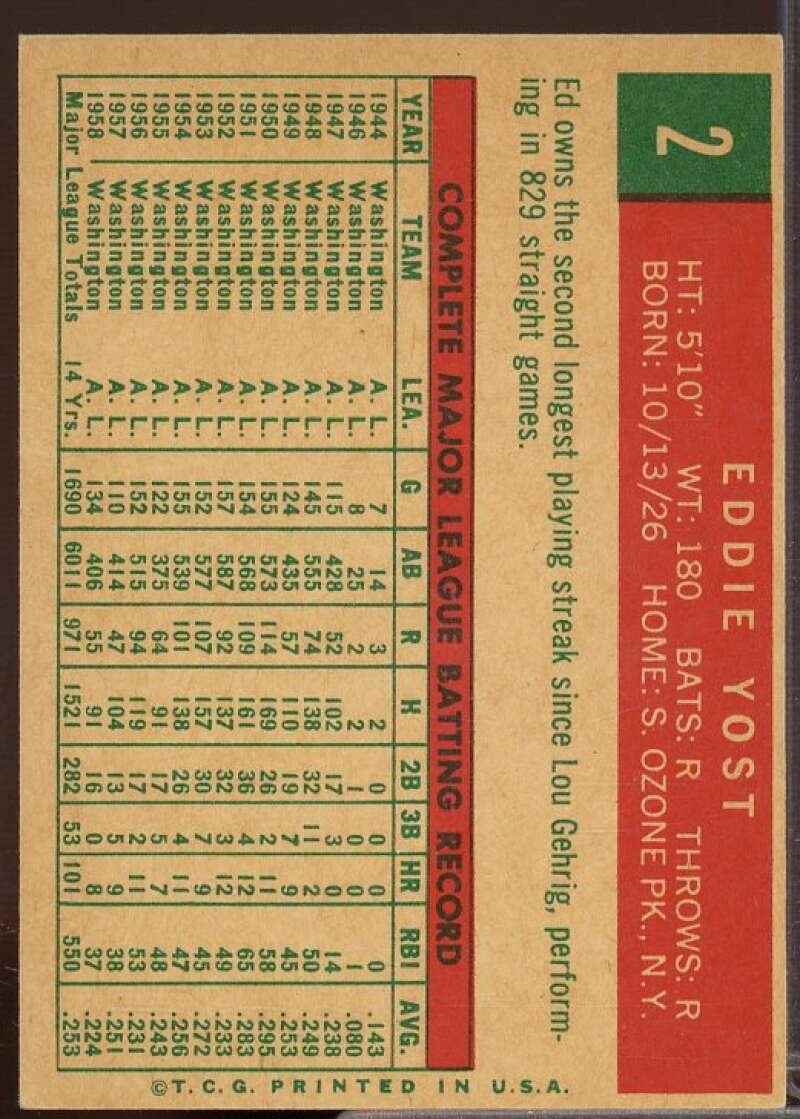 2
EDDIE YOST
HT: 5'10" WT: 180 BATS: R THROWS: R
BORN: 10/13/26 HOME: S. OZONE PK., N.Y.
Ed owns the second longest playing streak since Lou Gehrig, perform-
ing in 829 straight games.
COMPLETE MAJOR LEAGUE BATTING RECORD
YEAR TEAM LEA. G AB R H 2B 3B HR RBI AVG.
1944 Washington A. L. 7 14 3 2 0 0 0 0 .143
1946 Washington A. L. 8 25 2 2 1 0 0 1 .080
1947 Washington A. L. 115 428 52 102 17 3 0 14 .238
1948 Washington A. L. 145 555 74 138 32 11 2 50 .249
1949 Washington A. L. 124 435 57 110 19 7 9 45 .253
1950 Washington A. L. 155 573 114 169 26 2 11 58 .295
1951 Washington A. L. 154 568 109 161 36 4 12 65 .283
1952 Washington A. L. 157 587 92 137 32 3 12 49 .233
1953 Washington A. L. 152 577 107 157 30 7 9 45 .272
1954 Washington A. L. 155 539 101 138 26 4 11 47 .256
1955 Washington A. L. 122 375 64 91 17 5 7 48 .243
1956 Washington A. L. 152 515 94 119 17 2 11 53 .231
1957 Washington A. L. 110 414 47 104 13 5 9 38 .251
1958 Washington A. L. 134 406 55 91 16 0 8 37 .224
Major League Totals 14 Yrs. 1690 6011 971 1521 282 53 101 550 .253
©T. C. G. PRINTED IN U.S.A.